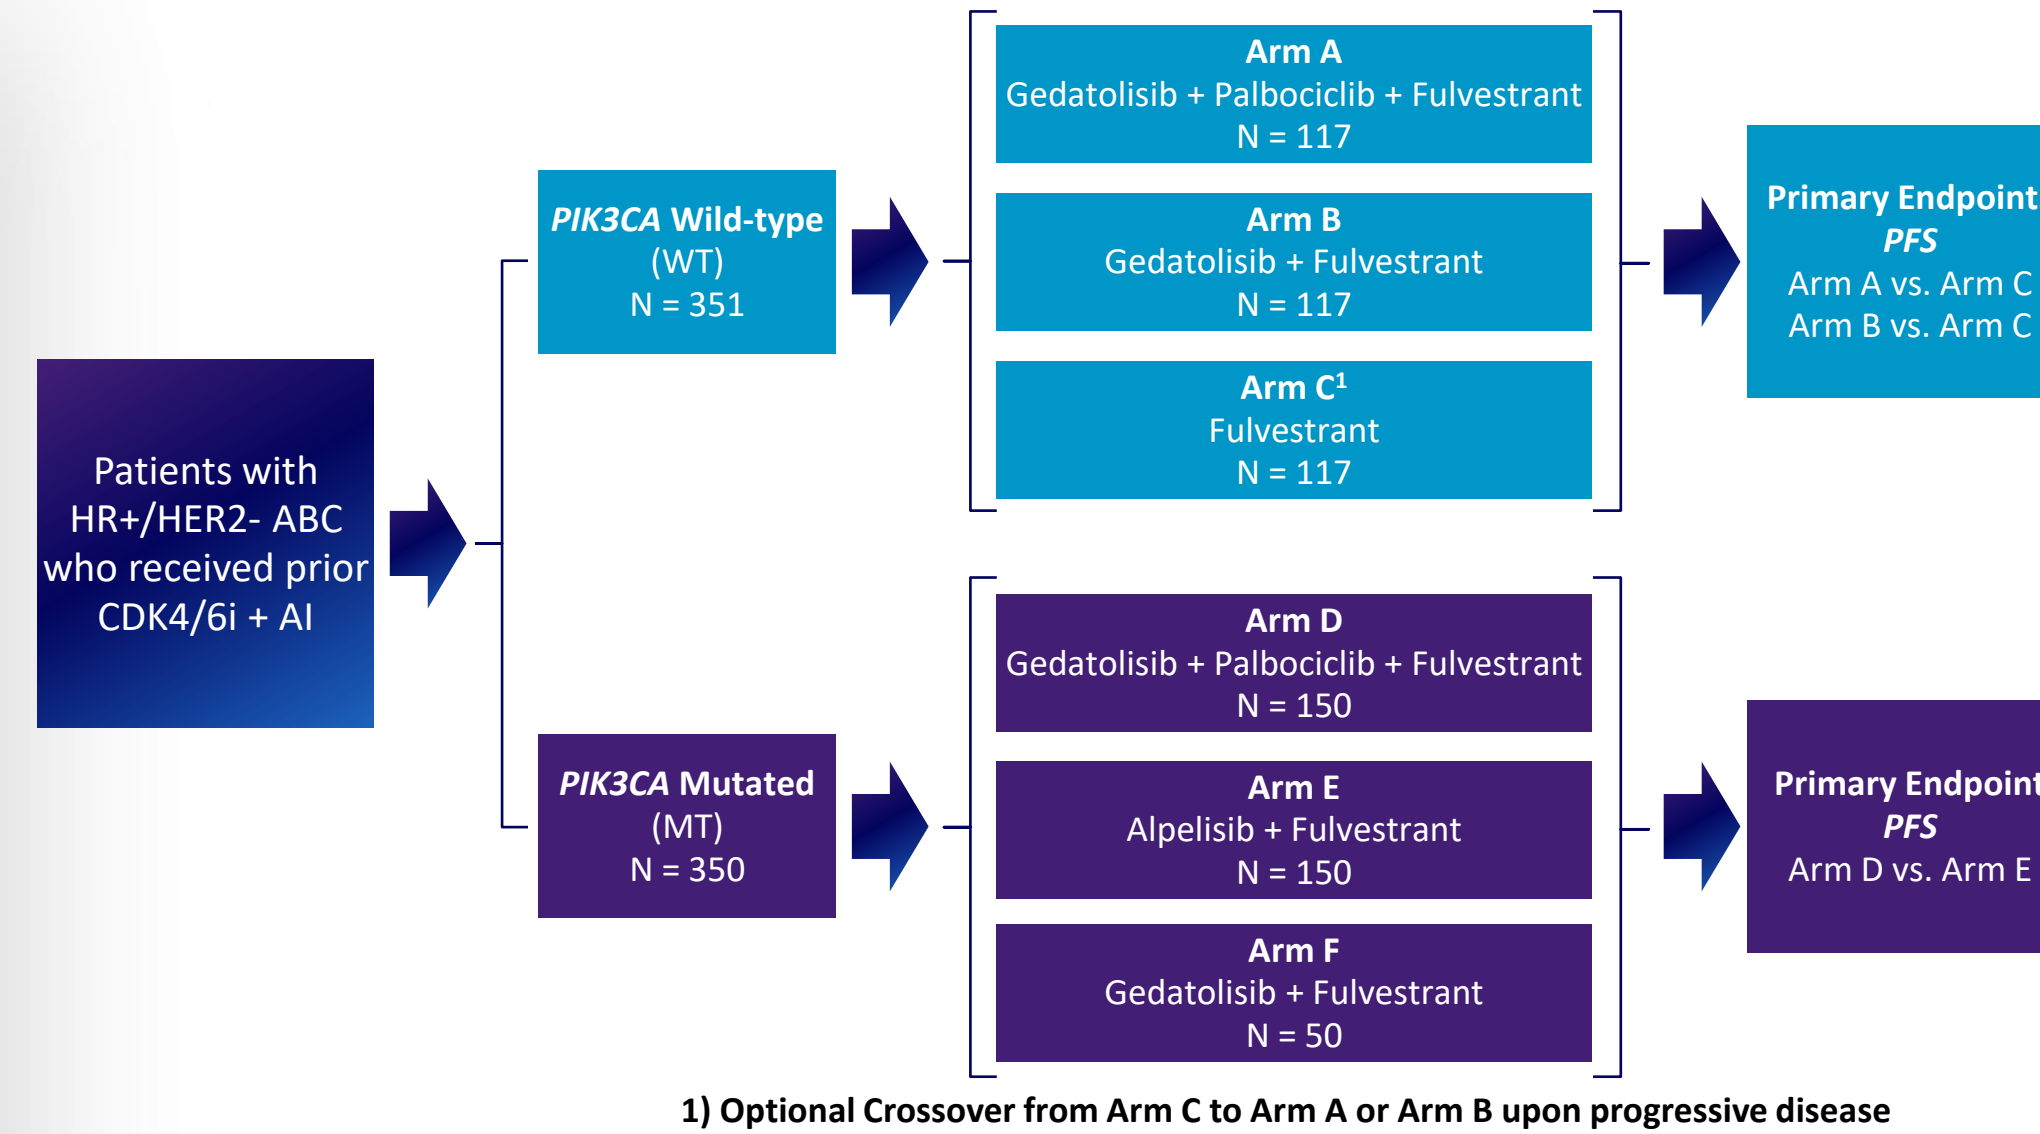 Patients with
HR+/HER2- ABC
who received prior
CDK4/6i + AI
PIK3CA Wild-type
(WT)
N = 351
Arm A
Gedatolisib + Palbociclib + Fulvestrant
N = 117
Arm B
Gedatolisib + Fulvestrant
N = 117
Arm C¹
Fulvestrant
N = 117
Primary Endpoint
PFS
Arm A vs. Arm C
Arm B vs. Arm C
PIK3CA Mutated
(MT)
N = 350
Arm D
Gedatolisib + Palbociclib + Fulvestrant
N = 150
Arm E
Alpelisib + Fulvestrant
N = 150
Arm F
Gedatolisib + Fulvestrant
N = 50
Primary Endpoint
PFS
Arm D vs. Arm E
1) Optional Crossover from Arm C to Arm A or Arm B upon progressive disease